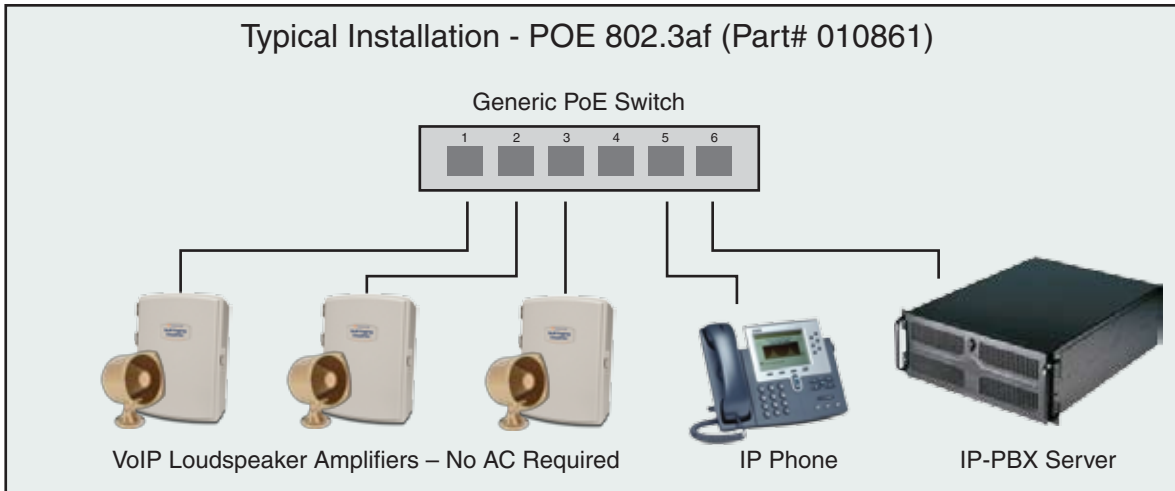 Typical Installation - POE 802.3af (Part# 010861)
Generic PoE Switch
1 2 3 4 5 6
VoIP Loudspeaker Amplifiers – No AC Required
IP Phone
IP-PBX Server